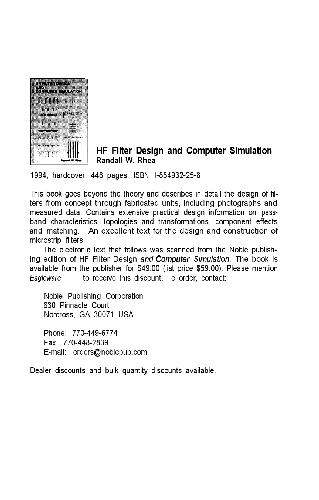 HF Filter Design and Computer Simulation
Randall W. Rhea
1994, hardcover 448 pages ISBN 1-884932-25-8
This book goes beyond the theory and describes in detail the design of fil-
ters from concept through fabricated units, including photographs and
measured data. Contains extensive practical design information on pass-
band characteristics, topologies and transformations, component effects
and matching. An excellent text for the design and construction of
microstrip filters.
The electronic text that follows was scanned from the Noble publish-
ing edition of HF Filter Design and Computer Simulation. The book is
available from the publisher for $49.00 (list price $59.00). Please mention
Eagleware to receive this discount. To order, contact:
Noble Publishing Corporation
630 Pinnacle Court
Norcross, GA 30071 USA
Phone: 770-449-6774
Fax: 770-448-2839
E-mail: orders@noblepub.com
Dealer discounts and bulk quantity discounts available.